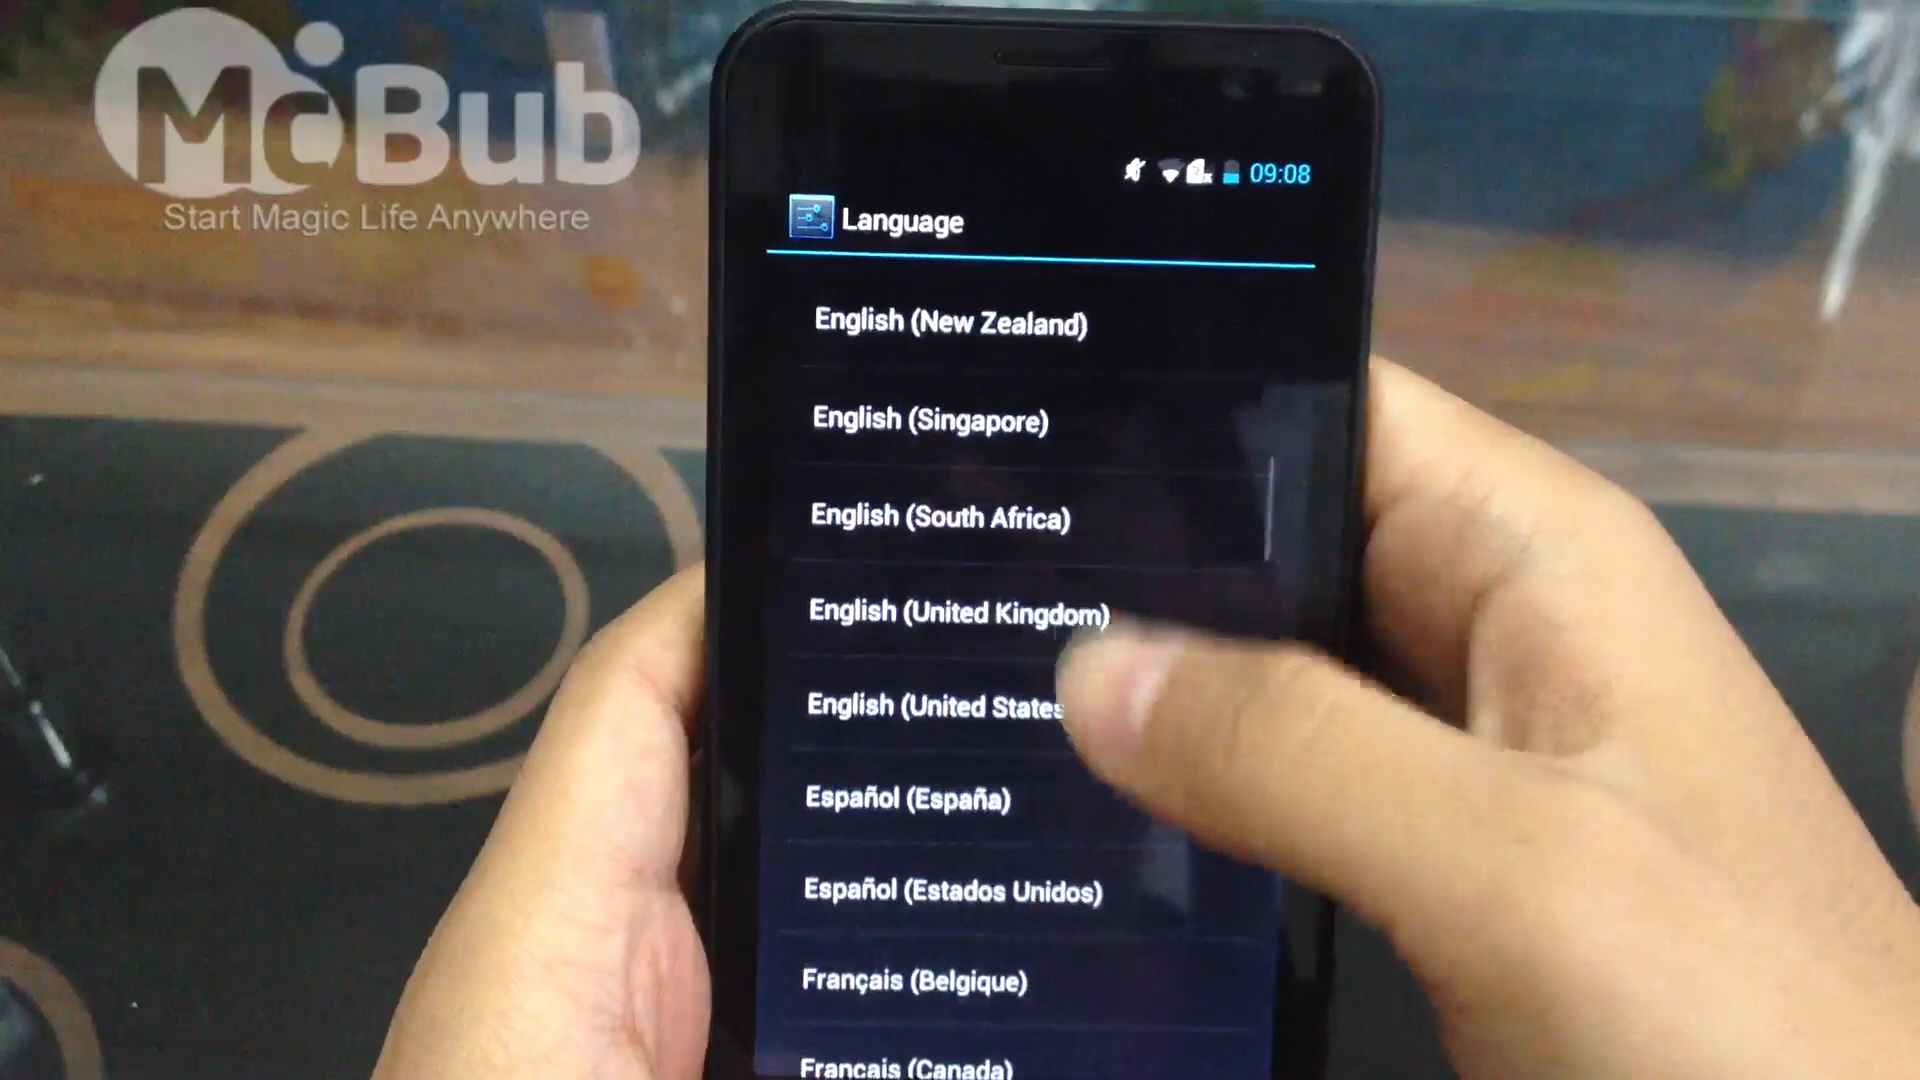 McBub
Start Magic Life Anywhere
09:08
Language
English (New Zealand)
English (Singapore)
English (South Africa)
English (United Kingdom)
English (United States
Español (España)
Español (Estados Unidos)
Français (Belgique)
Français (Canada)